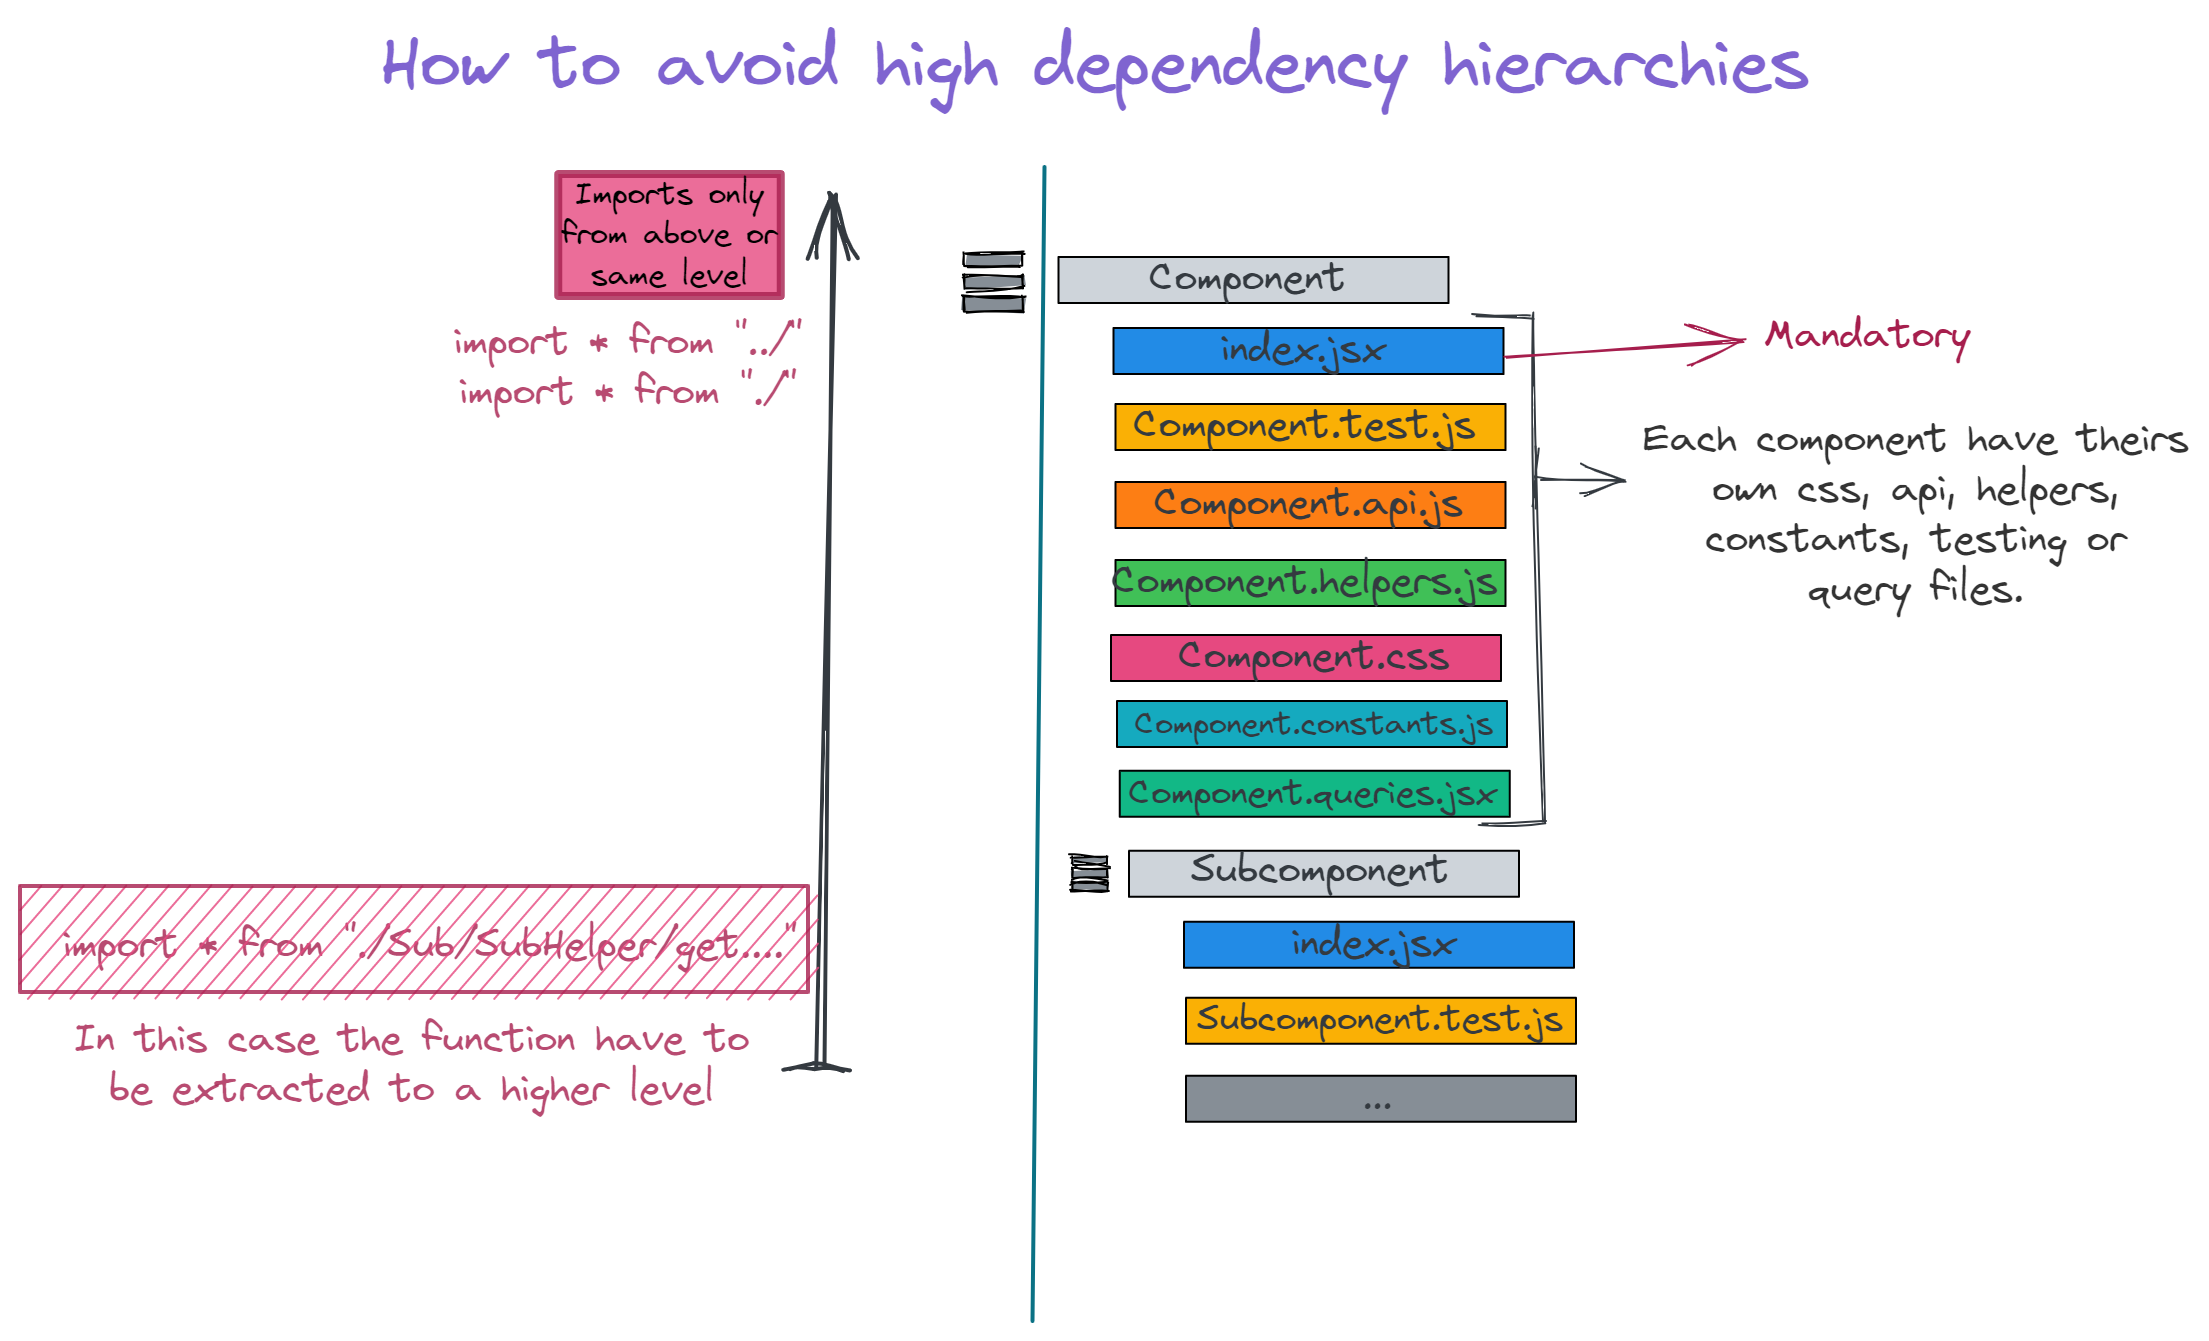 How to avoid high dependency hierarchies
Imports only
from above or
same level
import * from "../"
import * from "./"
import * from "./Sub/SubHelper/get...."
In this case the function have to
be extracted to a higher level
Component
index.jsx
Mandatory
Component.test.js
Component.api.js
Component.helpers.js
Component.css
Component.constants.js
Component.queries.jsx
Each component have theirs
own css, api, helpers,
constants, testing or
query files.
Subcomponent
index.jsx
Subcomponent.test.js
...